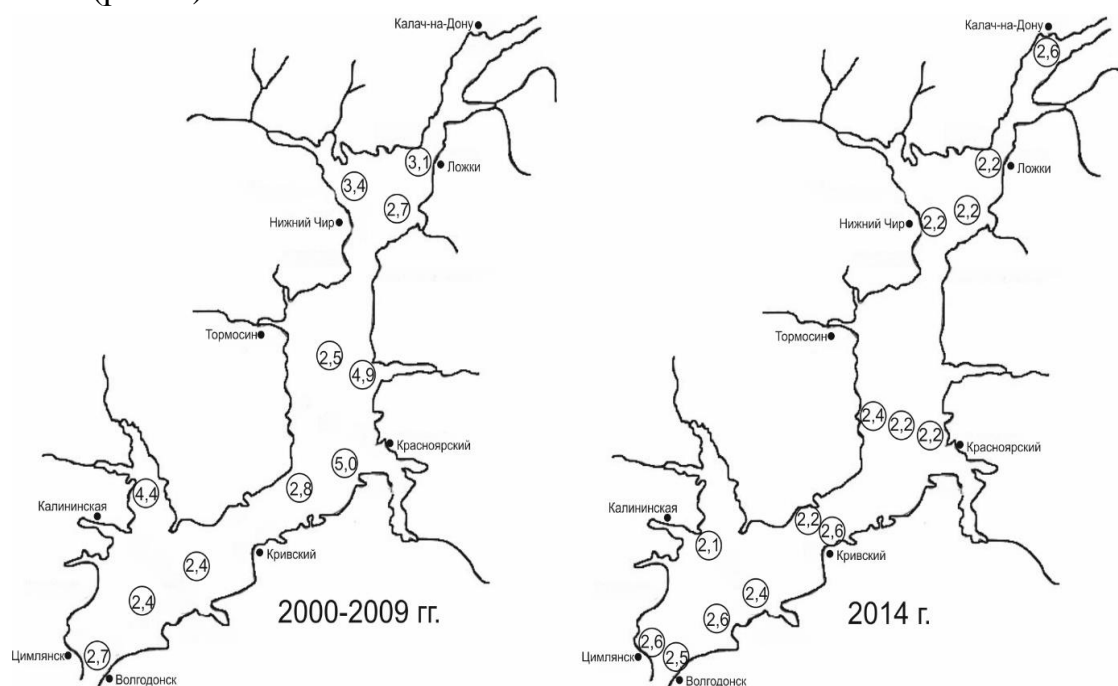 Калач-на-Дону
3,1
Ложки
3,4
2,7
Нижний Чир
Тормосин
2,5
4,9
Красноярский
5,0
2,8
4,4
Калининская
Кривский
2,4
2,4
2000-2009 гг.
2,7
Цимлянск
Волгодонск
Калач-на-Дону
2,6
2,2
Ложки
2,2
2,2
Нижний Чир
Тормосин
2,4
2,2
2,2
Красноярский
Калининская
2,2
2,6
2,1
Кривский
2,4
2,6
2014 г.
2,6
2,5
Цимлянск
Волгодонск